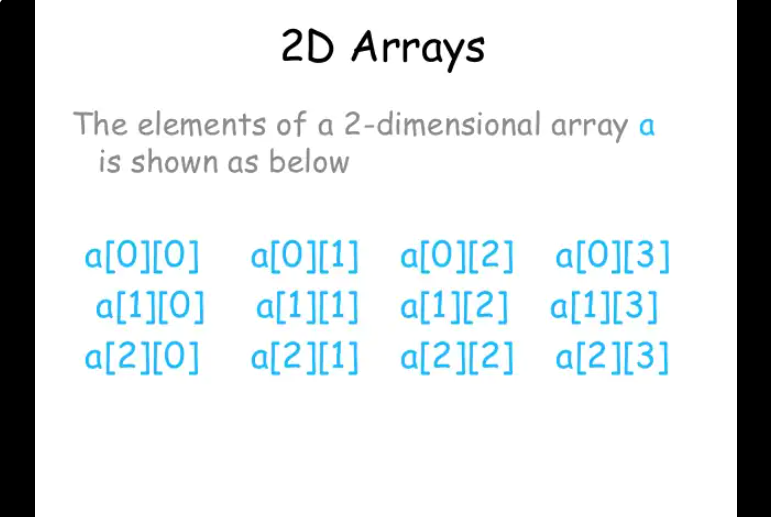 2D Arrays
The elements of a 2-dimensional array a
is shown as below
a[0][0] a[0][1] a[0][2] a[0][3]
a[1][0] a[1][1] a[1][2] a[1][3]
a[2][0] a[2][1] a[2][2] a[2][3]